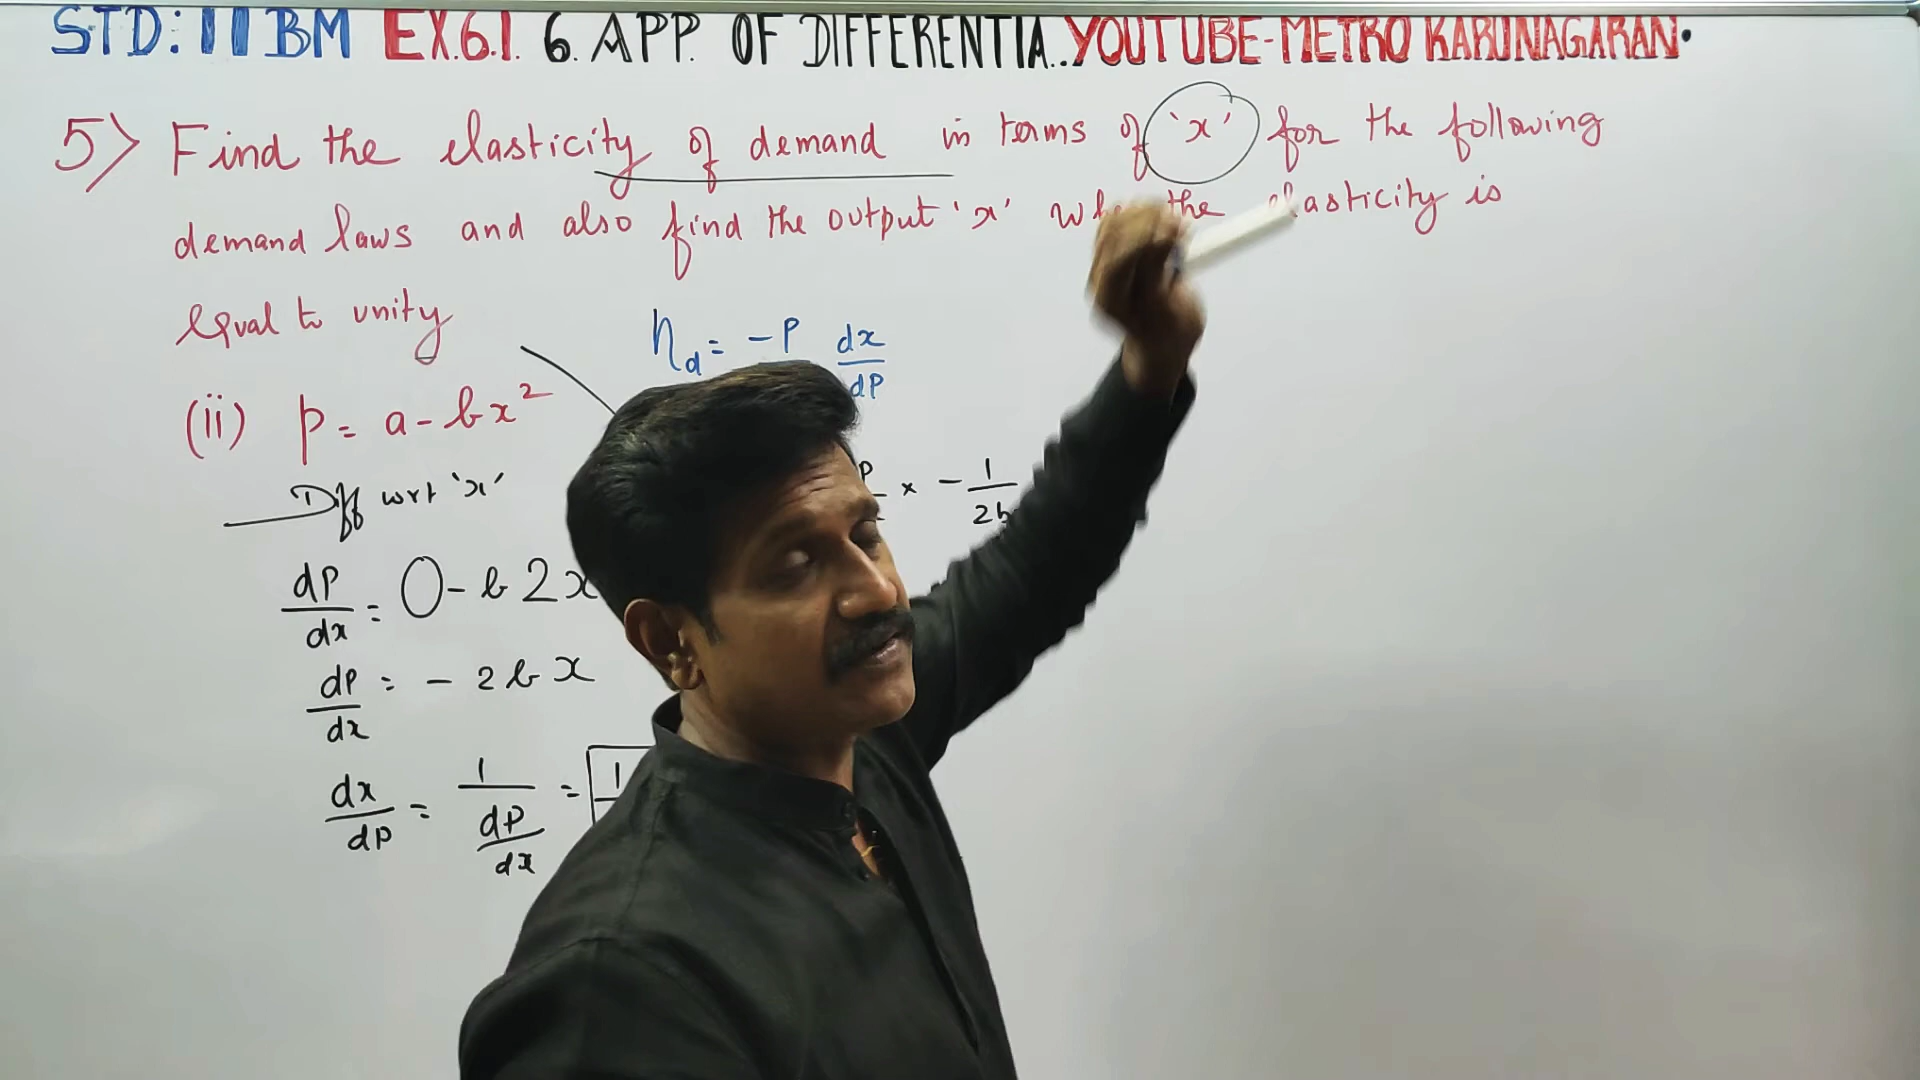 STD: 11 BM EX.6.1. 6. APP. OF DIFFERENTIA.. YOUTUBE-METRO KARUNAGARAN.
5) Find the elasticity of demand in terms of 'x' for the following
demand laws and also find the output 'x' the elasticity is
equal to unity
ηd = -P dx/dP
(ii) p = a - bx²
Diff wrt 'x'
P × - 1/2b
dP/dx = 0 - b 2x
dP/dx = - 2bx
dx/dP = 1/(dP/dx) = 1